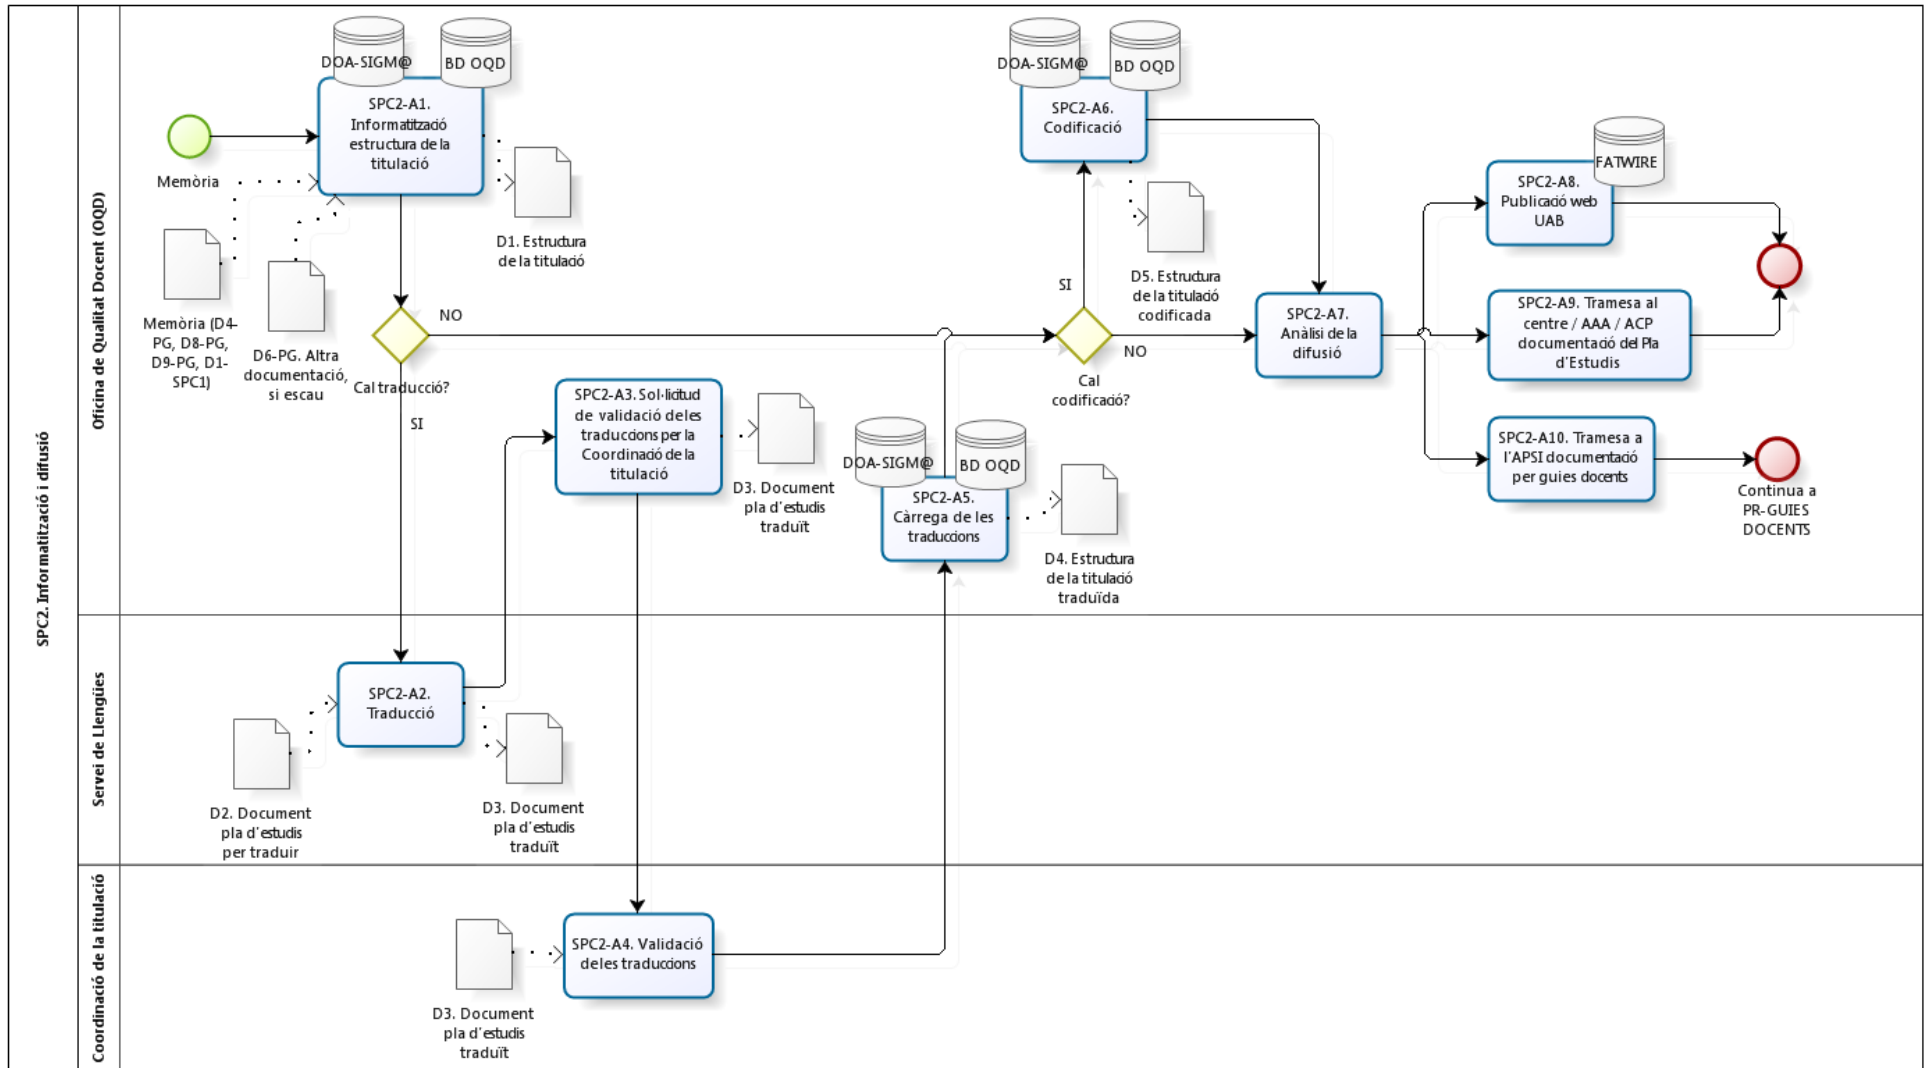 SPC2. Informatització i difusió
Oficina de Qualitat Docent (OQD)
DOA-SIGM@
BD OQD
SPC2-A1.
Informatització
estructura de la
titulació
Memòria
Memòria (D4-
PG, D8-PG,
D9-PG, D1-
SPC1)
D6-PG. Altra
documentació,
si escau
D1. Estructura
de la titulació
Cal traducció?
NO
SI
SPC2-A3. Sol·licitud
de validació de les
traduccions per la
Coordinació de la
titulació
D3. Document
pla d'estudis
traduït
DOA-SIGM@
BD OQD
SPC2-A5.
Càrrega de les
traduccions
D4. Estructura
de la titulació
traduïda
DOA-SIGM@
BD OQD
SPC2-A6.
Codificació
D5. Estructura
de la titulació
codificada
SI
NO
Cal
codificació?
SPC2-A7.
Anàlisi de la
difusió
FATWIRE
SPC2-A8.
Publicació web
UAB
SPC2-A9. Tramesa al
centre / AAA / ACP
documentació del Pla
d'Estudis
SPC2-A10. Tramesa a
l'APSI documentació
per guies docents
Continua a
PR-GUIES
DOCENTS
Servei de Llengües
SPC2-A2.
Traducció
D2. Document
pla d'estudis
per traduir
D3. Document
pla d'estudis
traduït
Coordinació de la titulació
SPC2-A4. Validació
de les traduccions
D3. Document
pla d'estudis
traduït